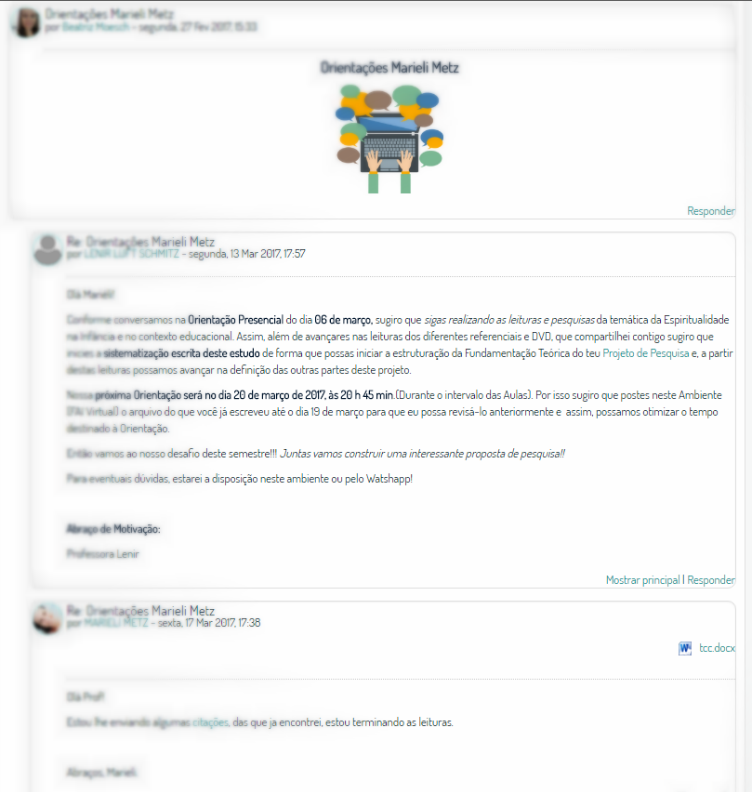 Orientações Marieli Metz
por Beatriz Moesch - segunda, 27 Fev 2017, 15:33
Orientações Marieli Metz
Responder
Re: Orientações Marieli Metz
por LENIR LUFT SCHMITZ - segunda, 13 Mar 2017, 17:57
Olá Marieli!
Conforme conversamos na Orientação Presencial do dia 06 de março, sugiro que sigas realizando as leituras e pesquisas da temática da Espiritualidade
na Infância e no contexto educacional. Assim, além de avançares nas leituras dos diferentes referenciais e DVD, que compartilhei contigo sugiro que
inicies a sistematização escrita deste estudo de forma que possas iniciar a estruturação da Fundamentação Teórica do teu Projeto de Pesquisa e, a partir
destas leituras possamos avançar na definição das outras partes deste projeto.
Nossa próxima Orientação será no dia 20 de março de 2017, às 20 h 45 min.(Durante o intervalo das Aulas). Por isso sugiro que postes neste Ambiente
Virtual) o arquivo do que você já escreveu até o dia 19 de março para que eu possa revisá-lo anteriormente e assim, possamos otimizar o tempo
destinado à Orientação.
Então vamos ao nosso desafio deste semestre!!! Juntas vamos construir uma interessante proposta de pesquisa!!
Para eventuais dúvidas, estarei a disposição neste ambiente ou pelo Watshapp!
Abraço de Motivação:
Professora Lenir
Mostrar principal | Responder
Re: Orientações Marieli Metz
por MARIELI METZ - sexta, 17 Mar 2017, 17:38
tcc.docx
Olá Prof!
Estou lhe enviando algumas citações, das que ja encontrei, estou terminando as leituras.
Abraços, Marieli.